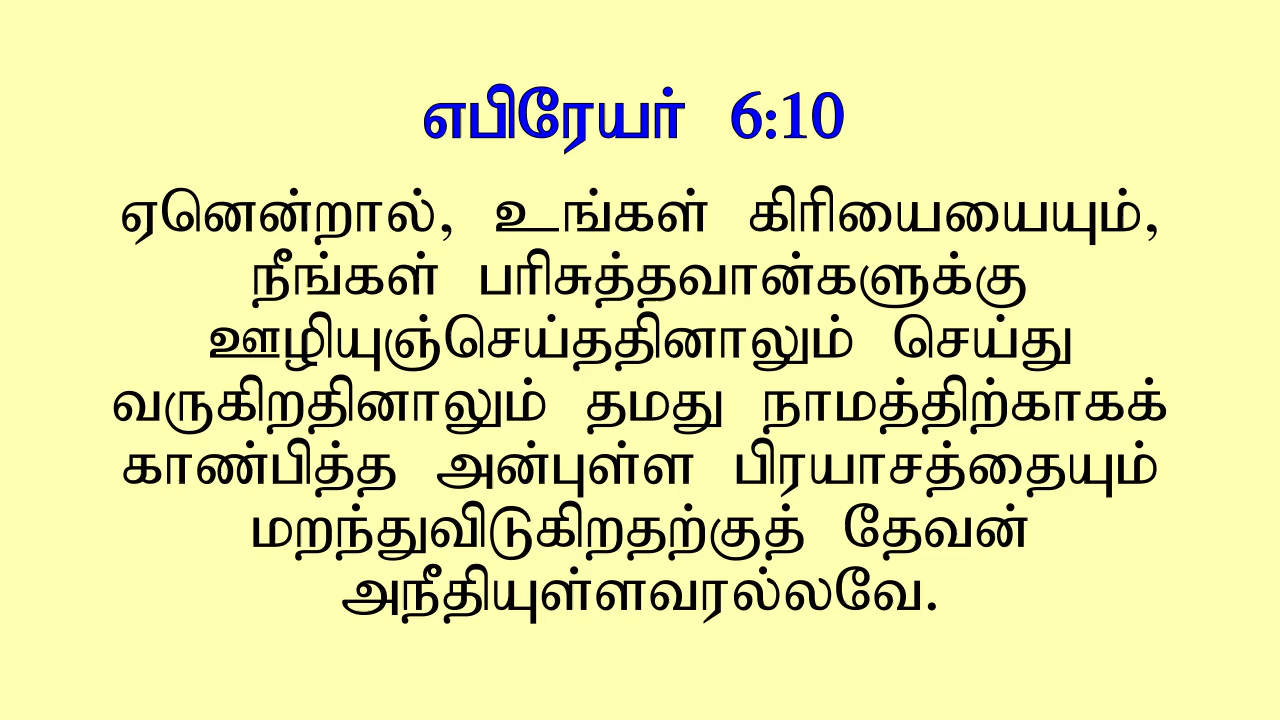 எபிரேயர் 6:10
ஏனென்றால், உங்கள் கிரியையையும்,
நீங்கள் பரிசுத்தவான்களுக்கு
ஊழியுஞ்செய்ததினாலும் செய்து
வருகிறதினாலும் தமது நாமத்திற்காகக்
காண்பித்த அன்புள்ள பிரயாசத்தையும்
மறந்துவிடுகிறதற்குத் தேவன்
அநீதியுள்ளவரல்லவே.